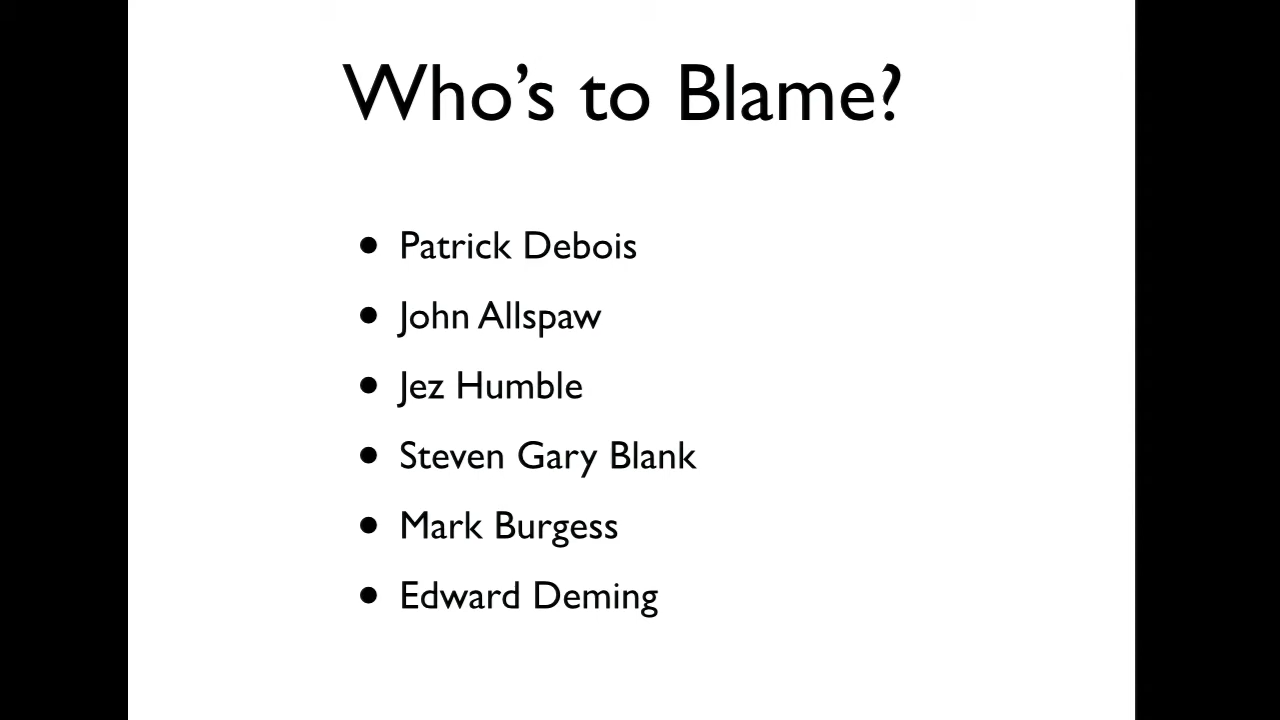 Who's to Blame?
• Patrick Debois
• John Allspaw
• Jez Humble
• Steven Gary Blank
• Mark Burgess
• Edward Deming